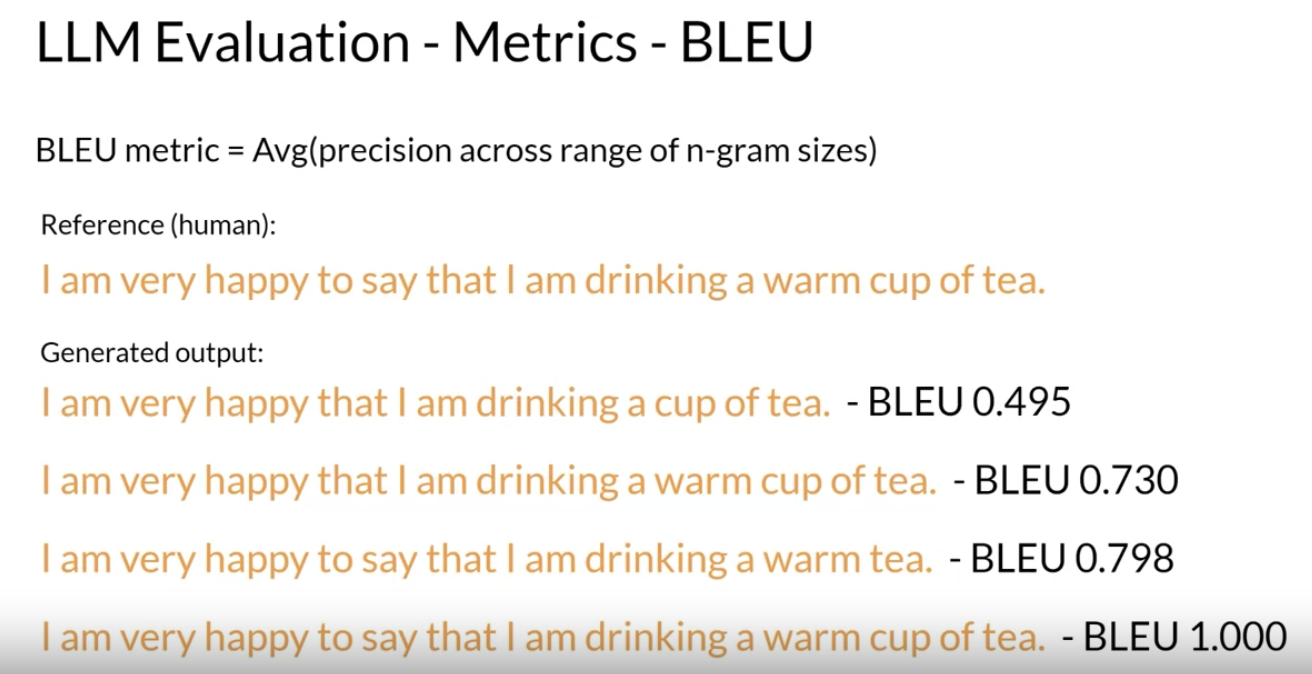 LLM Evaluation - Metrics - BLEU
BLEU metric = Avg(precision across range of n-gram sizes)
Reference (human):
I am very happy to say that I am drinking a warm cup of tea.
Generated output:
I am very happy that I am drinking a cup of tea. - BLEU 0.495
I am very happy that I am drinking a warm cup of tea. - BLEU 0.730
I am very happy to say that I am drinking a warm tea. - BLEU 0.798
I am very happy to say that I am drinking a warm cup of tea. - BLEU 1.000